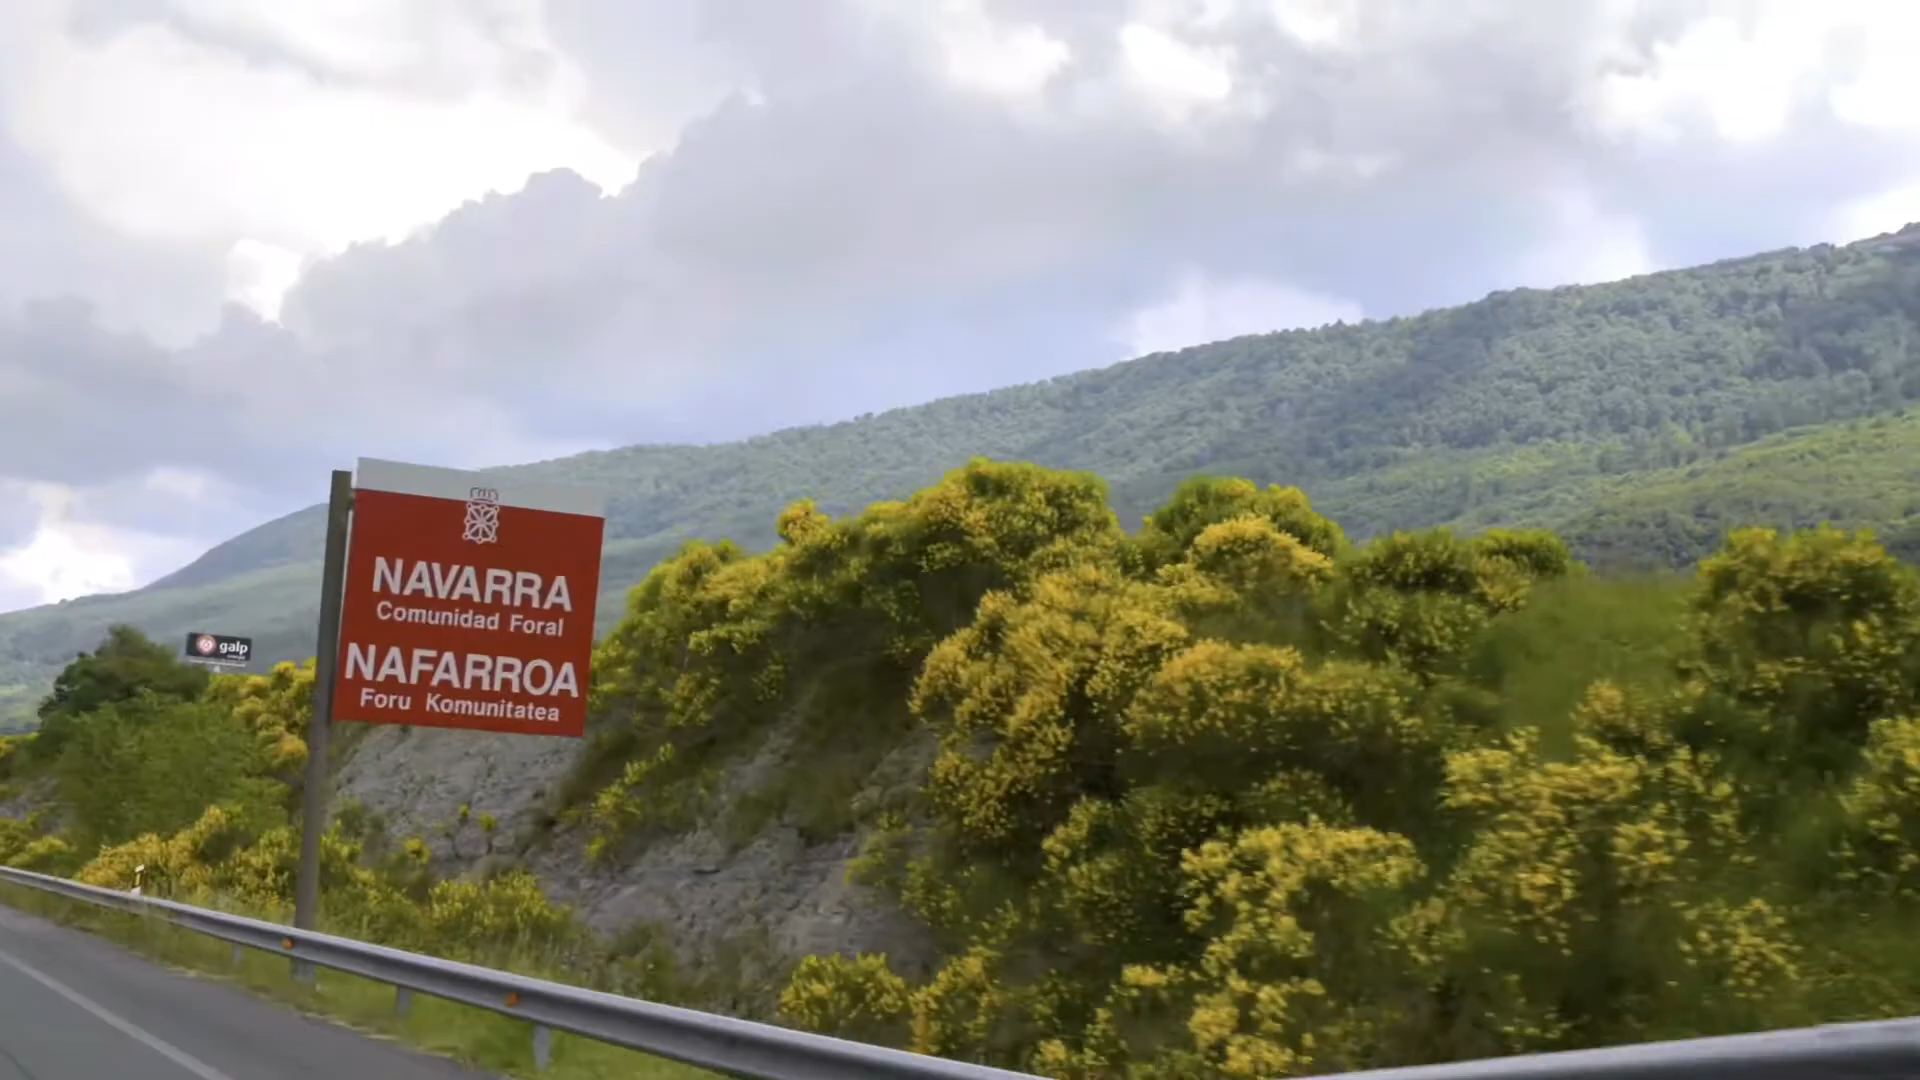 NAVARRA
Comunidad Foral
NAFARROA
Foru Komunitatea
galp